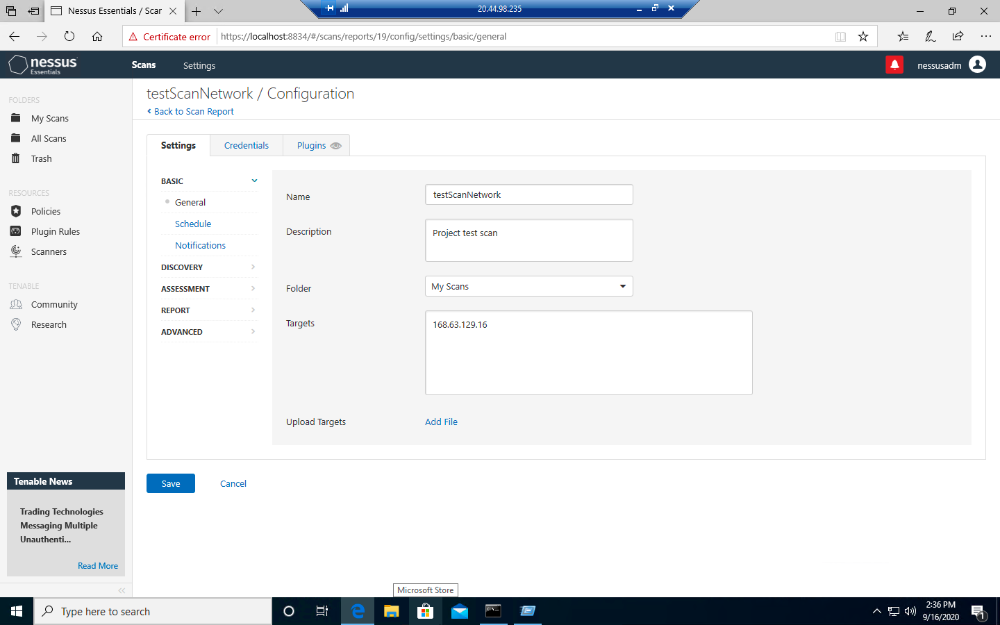 Nessus Essentials / Scar
20.44.98.235
Certificate error
https://localhost:8834/#/scans/reports/19/config/settings/basic/general
nessus
Essentials
Scans
Settings
nessusadm
FOLDERS
My Scans
All Scans
Trash
RESOURCES
Policies
Plugin Rules
Scanners
TENABLE
Community
Research
Tenable News
Trading Technologies
Messaging Multiple
Unauthenti...
Read More
testScanNetwork / Configuration
Back to Scan Report
Settings
Credentials
Plugins
BASIC
General
Schedule
Notifications
DISCOVERY
ASSESSMENT
REPORT
ADVANCED
Name
testScanNetwork
Description
Project test scan
Folder
My Scans
Targets
168.63.129.16
Upload Targets
Add File
Save
Cancel
Microsoft Store
Type here to search
2:36 PM
9/16/2020
1